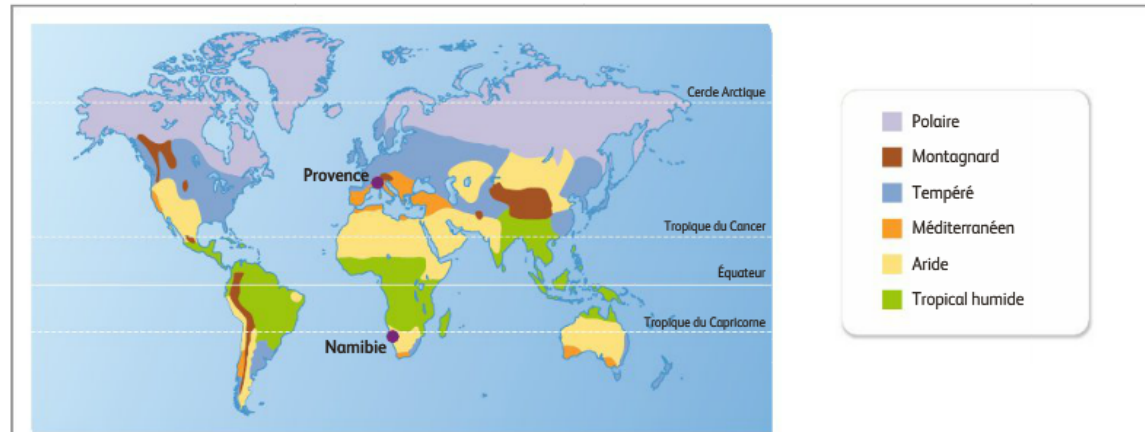 Cercle Arctique
Provence
Tropique du Cancer
Équateur
Tropique du Capricorne
Namibie
Polaire
Montagnard
Tempéré
Méditerranéen
Aride
Tropical humide